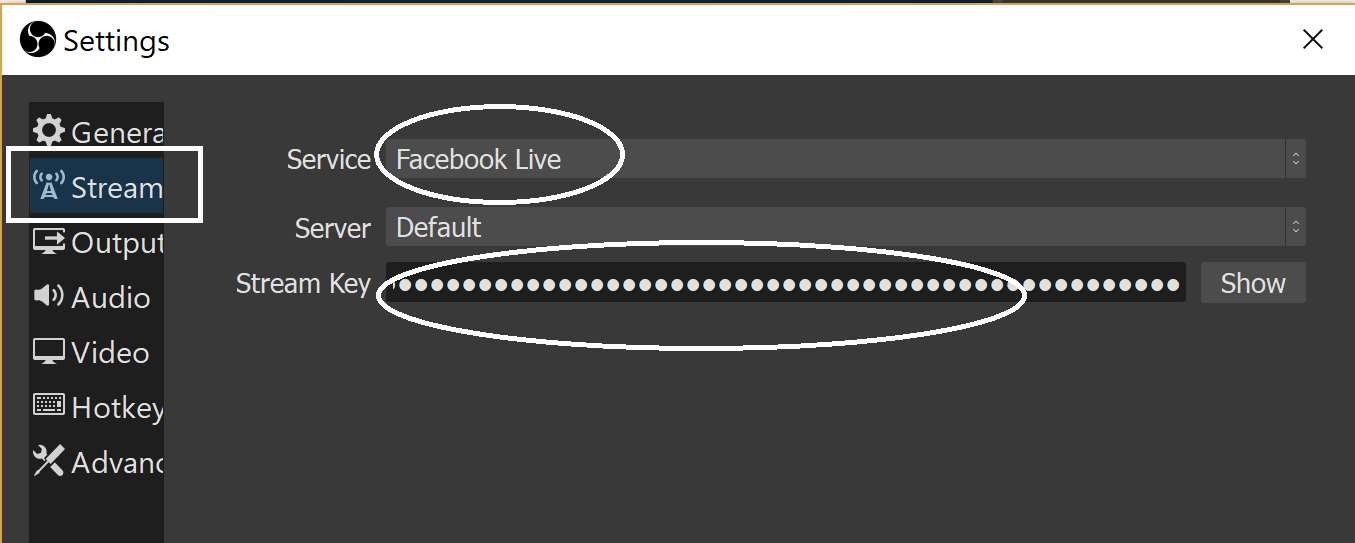 Settings
Genera
Stream
Output
Audio
Video
Hotkey
Advanc
Service Facebook Live
Server Default
Stream Key ●●●●●●●●●●●●●●●●●●●●●●●●●●●●●●●●●●●●●●●●●●●●●●●●● Show